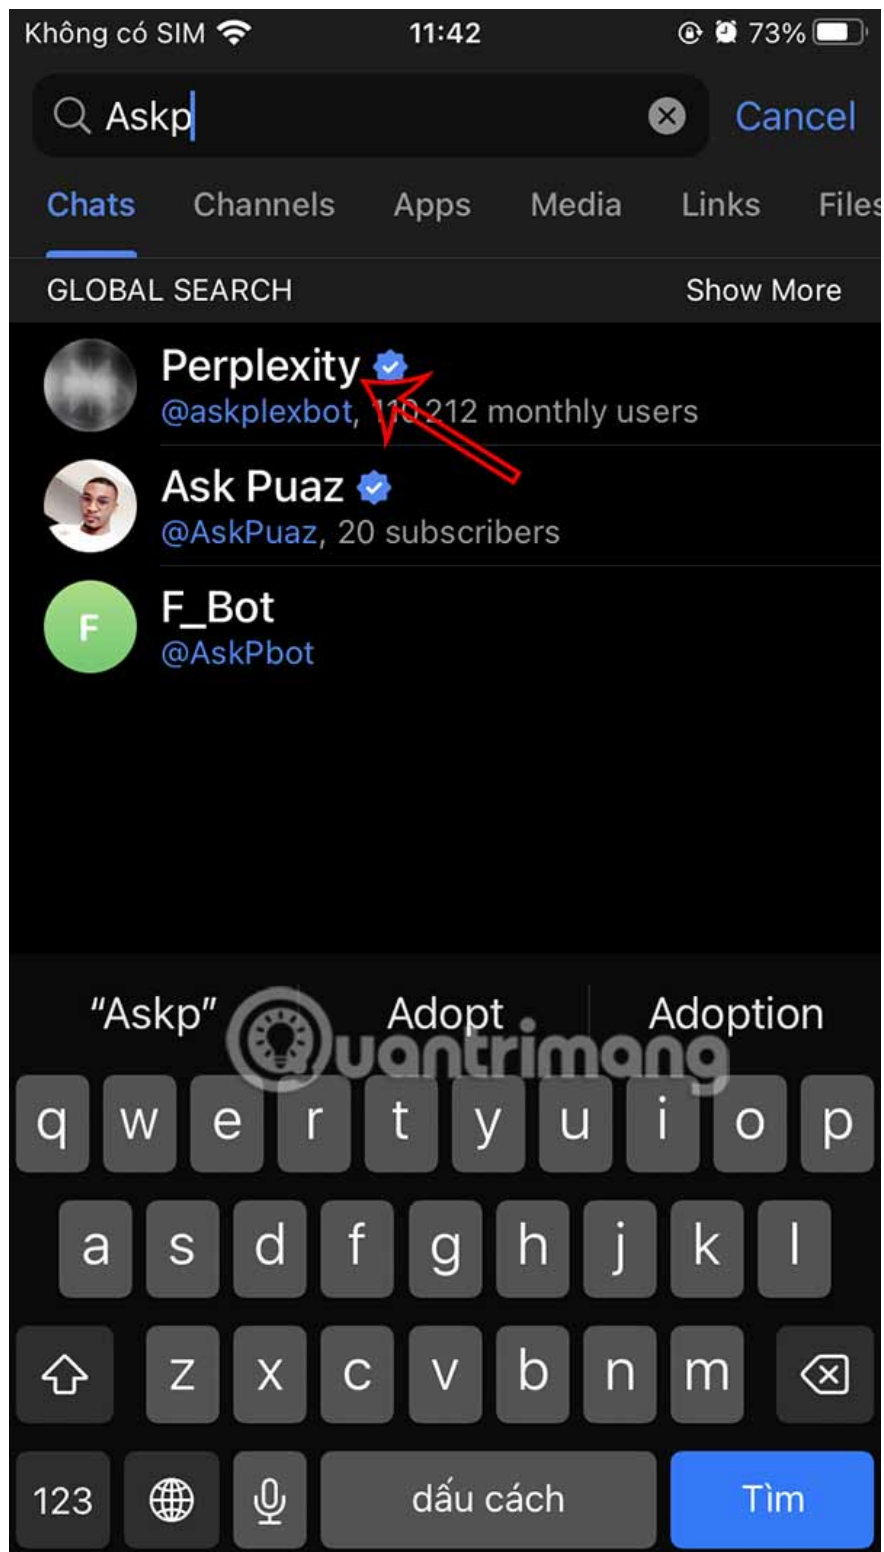 Không có SIM 11:42 73%
Askp Cancel
Chats Channels Apps Media Links Files
GLOBAL SEARCH Show More
Perplexity
@askplexbot, 110 212 monthly users
Ask Puaz
@AskPuaz, 20 subscribers
F F_Bot
@AskPbot
“Askp” Adopt Adoption
Quantrimang
q w e r t y u i o p
a s d f g h j k l
z x c v b n m
123 dấu cách Tìm